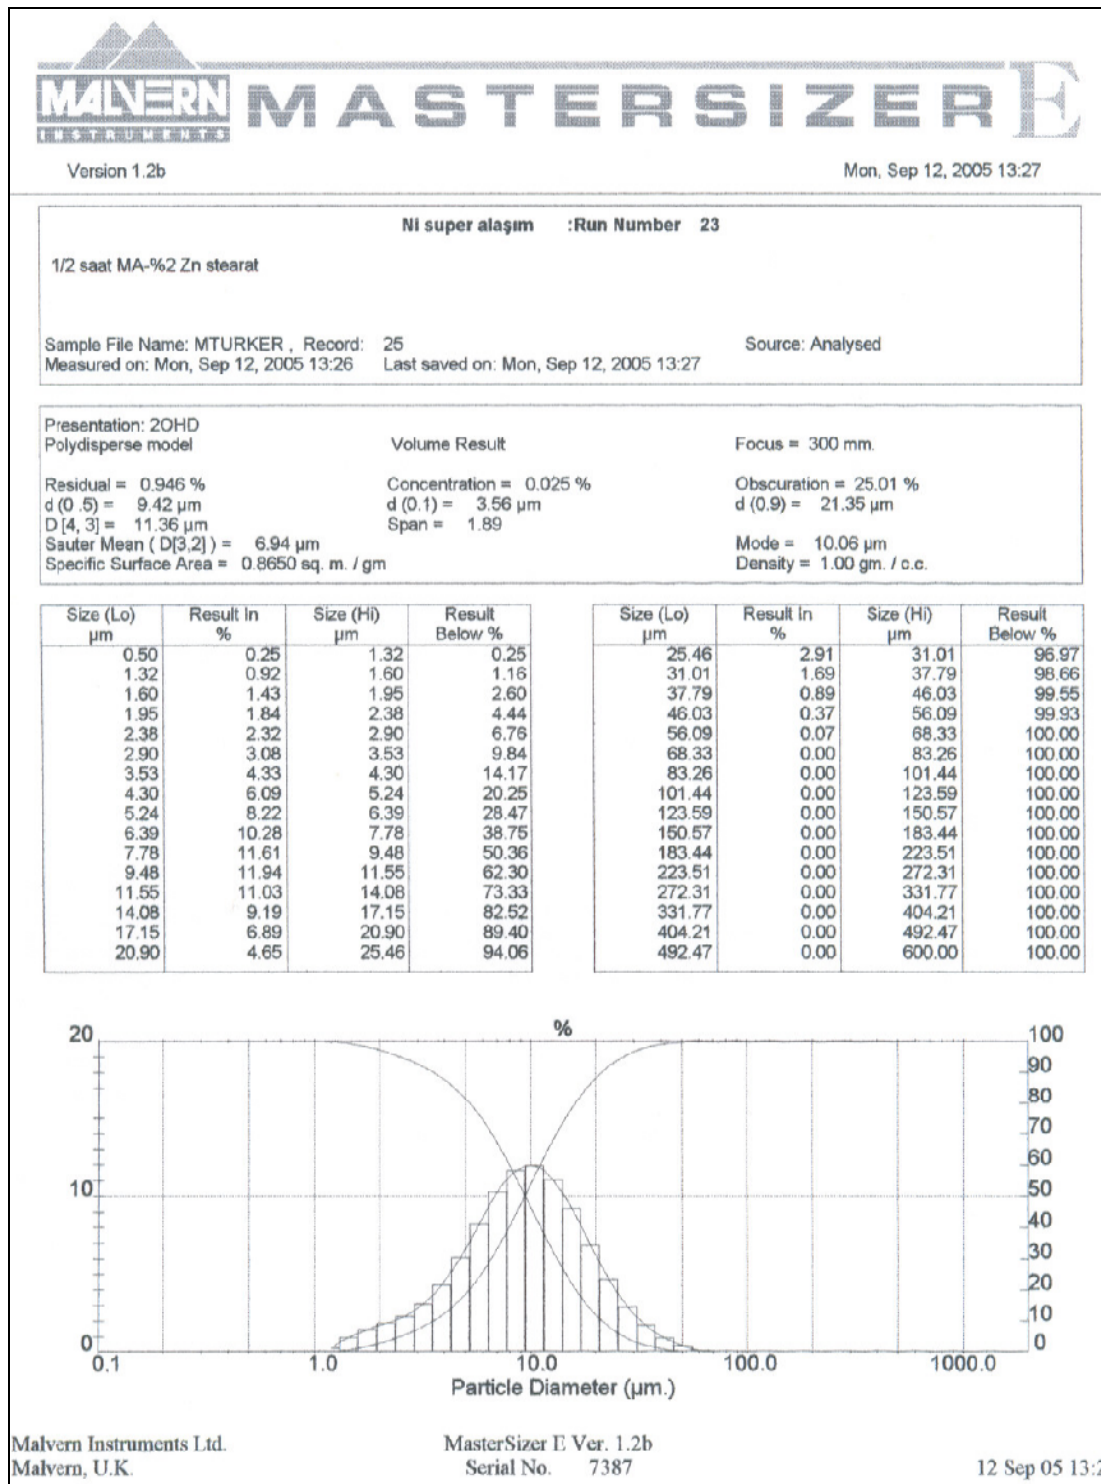 MALVERN
INSTRUMENTS
MASTERSIZER E
Version 1.2b Mon, Sep 12, 2005 13:27
Ni super alaşım :Run Number 23
1/2 saat MA-%2 Zn stearat
Sample File Name: MTURKER , Record: 25 Source: Analysed
Measured on: Mon, Sep 12, 2005 13:26 Last saved on: Mon, Sep 12, 2005 13:27
Presentation: 2OHD
Polydisperse model Volume Result Focus = 300 mm.
Residual = 0.946 % Concentration = 0.025 % Obscuration = 25.01 %
d (0 .5) = 9.42 µm d (0.1) = 3.56 µm d (0.9) = 21.35 µm
D [4, 3] = 11.36 µm Span = 1.89
Sauter Mean ( D[3,2] ) = 6.94 µm Mode = 10.06 µm
Specific Surface Area = 0.8650 sq. m. / gm Density = 1.00 gm. / c.c.
Size (Lo) Result In Size (Hi) Result Size (Lo) Result In Size (Hi) Result
µm % µm Below % µm % µm Below %
0.50 0.25 1.32 0.25 25.46 2.91 31.01 96.97
1.32 0.92 1.60 1.16 31.01 1.69 37.79 98.66
1.60 1.43 1.95 2.60 37.79 0.89 46.03 99.55
1.95 1.84 2.38 4.44 46.03 0.37 56.09 99.93
2.38 2.32 2.90 6.76 56.09 0.07 68.33 100.00
2.90 3.08 3.53 9.84 68.33 0.00 83.26 100.00
3.53 4.33 4.30 14.17 83.26 0.00 101.44 100.00
4.30 6.09 5.24 20.25 101.44 0.00 123.59 100.00
5.24 8.22 6.39 28.47 123.59 0.00 150.57 100.00
6.39 10.28 7.78 38.75 150.57 0.00 183.44 100.00
7.78 11.61 9.48 50.36 183.44 0.00 223.51 100.00
9.48 11.94 11.55 62.30 223.51 0.00 272.31 100.00
11.55 11.03 14.08 73.33 272.31 0.00 331.77 100.00
14.08 9.19 17.15 82.52 331.77 0.00 404.21 100.00
17.15 6.89 20.90 89.40 404.21 0.00 492.47 100.00
20.90 4.65 25.46 94.06 492.47 0.00 600.00 100.00
%
20 100
90
80
70
60
10 50
40
30
20
10
0 0
0.1 1.0 10.0 100.0 1000.0
Particle Diameter (µm.)
Malvern Instruments Ltd. MasterSizer E Ver. 1.2b
Malvern, U.K. Serial No. 7387 12 Sep 05